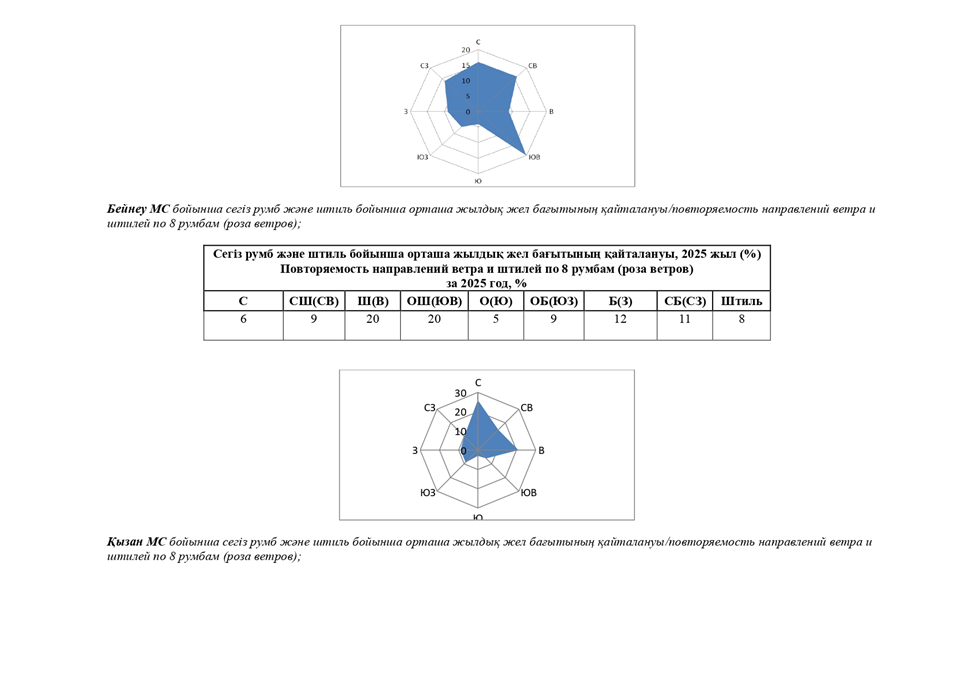 С
20
СЗ
15
СВ
10
5
З
0
В
ЮЗ
ЮВ
Ю
Бейнеу МС бойынша сегіз румб және штиль бойынша орташа жылдық жел бағытының қайталануы/повторяемость направлений ветра и
штилей по 8 румбам (роза ветров);
Сегіз румб және штиль бойынша орташа жылдық жел бағытының қайталануы, 2025 жыл (%)
Повторяемость направлений ветра и штилей по 8 румбам (роза ветров)
за 2025 год, %
С СШ(СВ) Ш(В) ОШ(ЮВ) О(Ю) ОБ(ЮЗ) Б(З) СБ(СЗ) Штиль
6 9 20 20 5 9 12 11 8
С
30
СЗ
СВ
20
10
З
0
В
ЮЗ
ЮВ
Ю
Қызан МС бойынша сегіз румб және штиль бойынша орташа жылдық жел бағытының қайталануы/повторяемость направлений ветра и
штилей по 8 румбам (роза ветров);